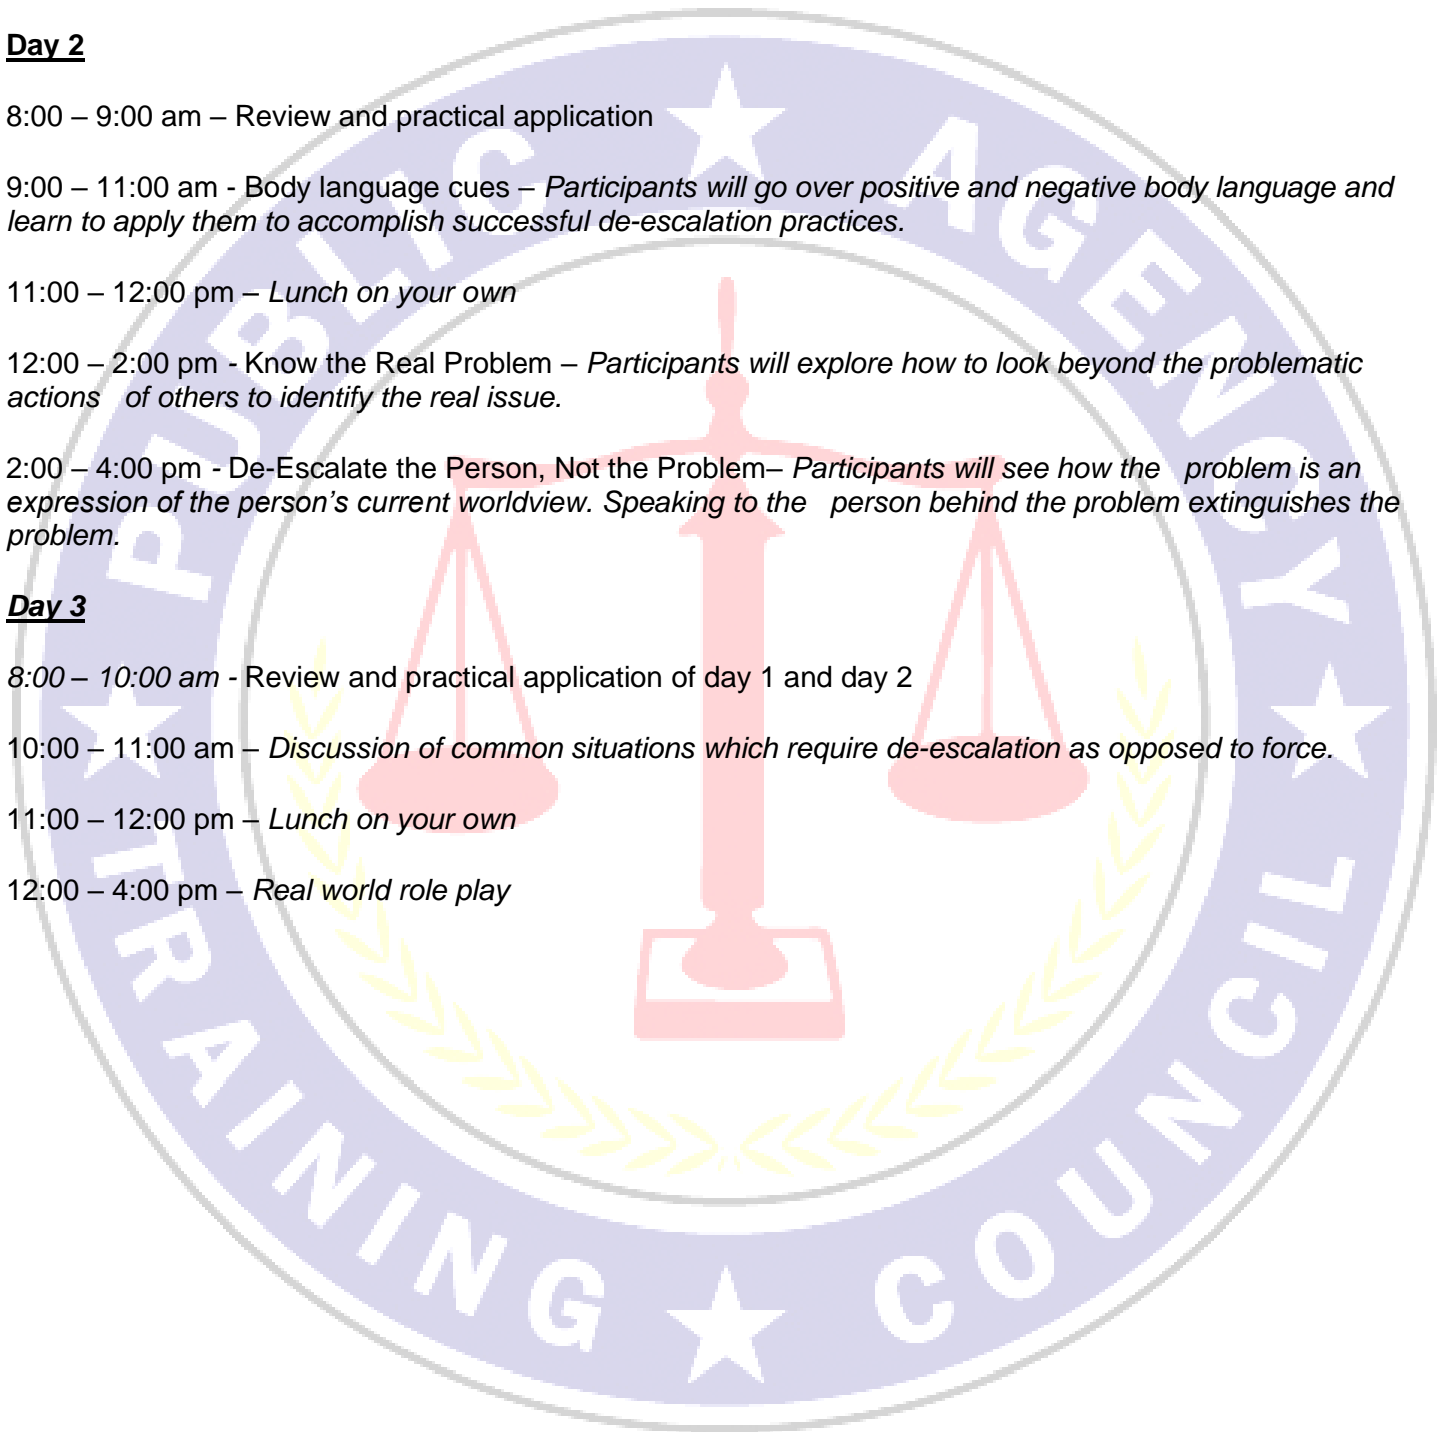 Day 2
8:00 – 9:00 am – Review and practical application
9:00 – 11:00 am - Body language cues – Participants will go over positive and negative body language and
learn to apply them to accomplish successful de-escalation practices.
11:00 – 12:00 pm – Lunch on your own
12:00 – 2:00 pm - Know the Real Problem – Participants will explore how to look beyond the problematic
actions   of others to identify the real issue.
2:00 – 4:00 pm - De-Escalate the Person, Not the Problem– Participants will see how the   problem is an
expression of the person’s current worldview. Speaking to the   person behind the problem extinguishes the
problem.
Day 3
8:00 – 10:00 am - Review and practical application of day 1 and day 2
10:00 – 11:00 am – Discussion of common situations which require de-escalation as opposed to force.
11:00 – 12:00 pm – Lunch on your own
12:00 – 4:00 pm – Real world role play
PUBLIC AGENCY
TRAINING COUNCIL